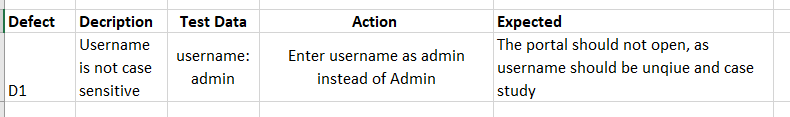 Defect Decription Test Data Action Expected
D1
Username
is not case
sensitive
username:
admin
Enter username as admin
instead of Admin
The portal should not open, as
username should be unqiue and case
study